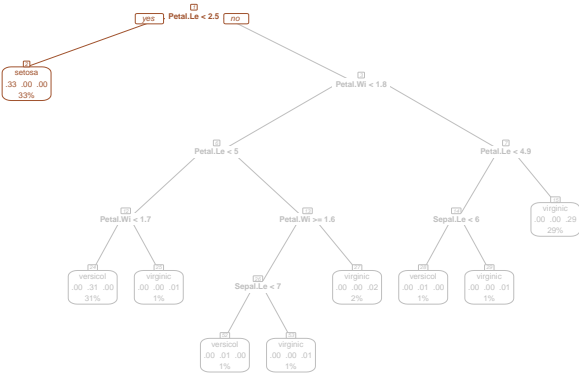 1
yes Petal.Le < 2.5 no
2
setosa
.33 .00 .00
33%
3
Petal.Wi < 1.8
6
Petal.Le < 5
7
Petal.Le < 4.9
12
Petal.Wi < 1.7
13
Petal.Wi >= 1.6
14
Sepal.Le < 6
15
virginic
.00 .00 .29
29%
24
versicol
.00 .31 .00
31%
25
virginic
.00 .00 .01
1%
26
Sepal.Le < 7
27
virginic
.00 .00 .02
2%
28
versicol
.00 .01 .00
1%
29
virginic
.00 .00 .01
1%
52
versicol
.00 .01 .00
1%
53
virginic
.00 .00 .01
1%